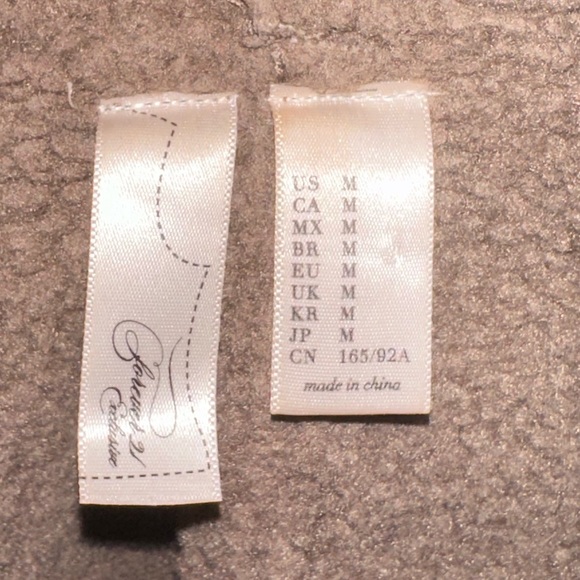 Forever 21
Exclusive
US M
CA M
MX M
BR M
EU M
UK M
KR M
JP M
CN 165/92A
made in china